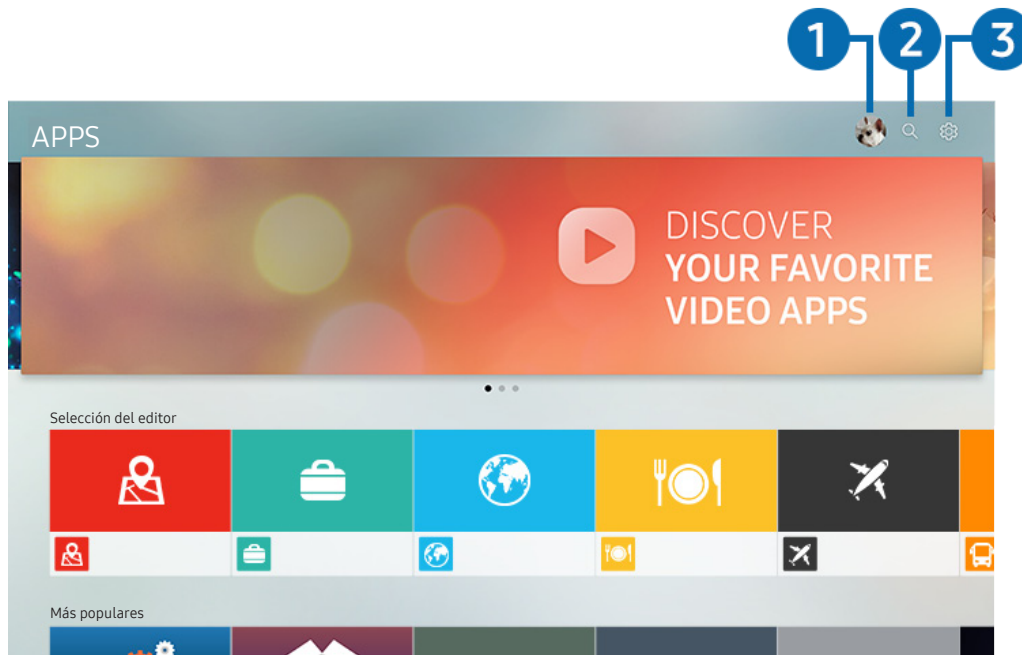 1 2 3
APPS
DISCOVER
YOUR FAVORITE
VIDEO APPS
Selección del editor
Más populares